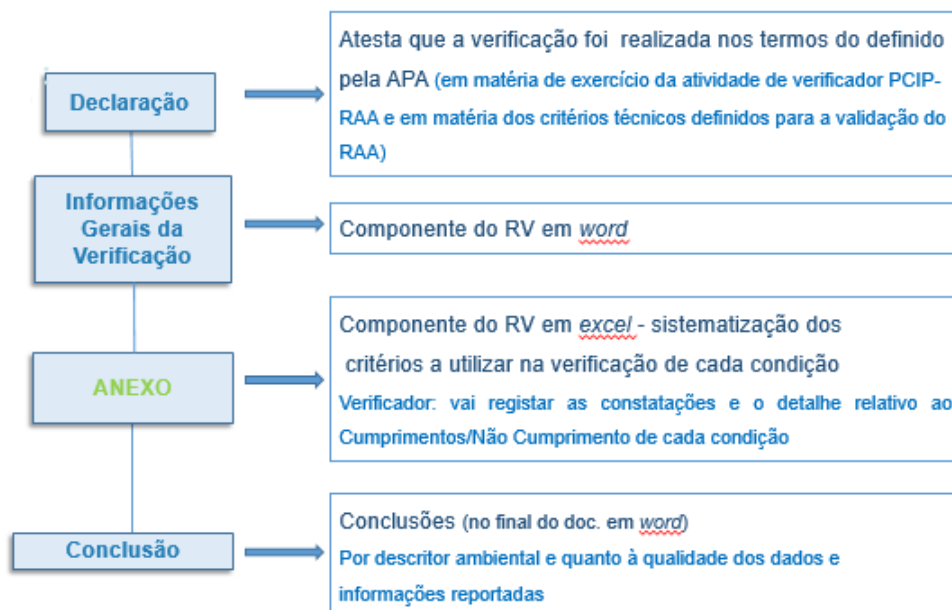 Declaração
Atesta que a verificação foi realizada nos termos do definido
pela APA (em matéria de exercício da atividade de verificador PCIP-
RAA e em matéria dos critérios técnicos definidos para a validação do
RAA)
Informações
Gerais da
Verificação
Componente do RV em word
ANEXO
Componente do RV em excel - sistematização dos
critérios a utilizar na verificação de cada condição
Verificador: vai registar as constatações e o detalhe relativo ao
Cumprimentos/Não Cumprimento de cada condição
Conclusão
Conclusões (no final do doc. em word)
Por descritor ambiental e quanto à qualidade dos dados e
informações reportadas